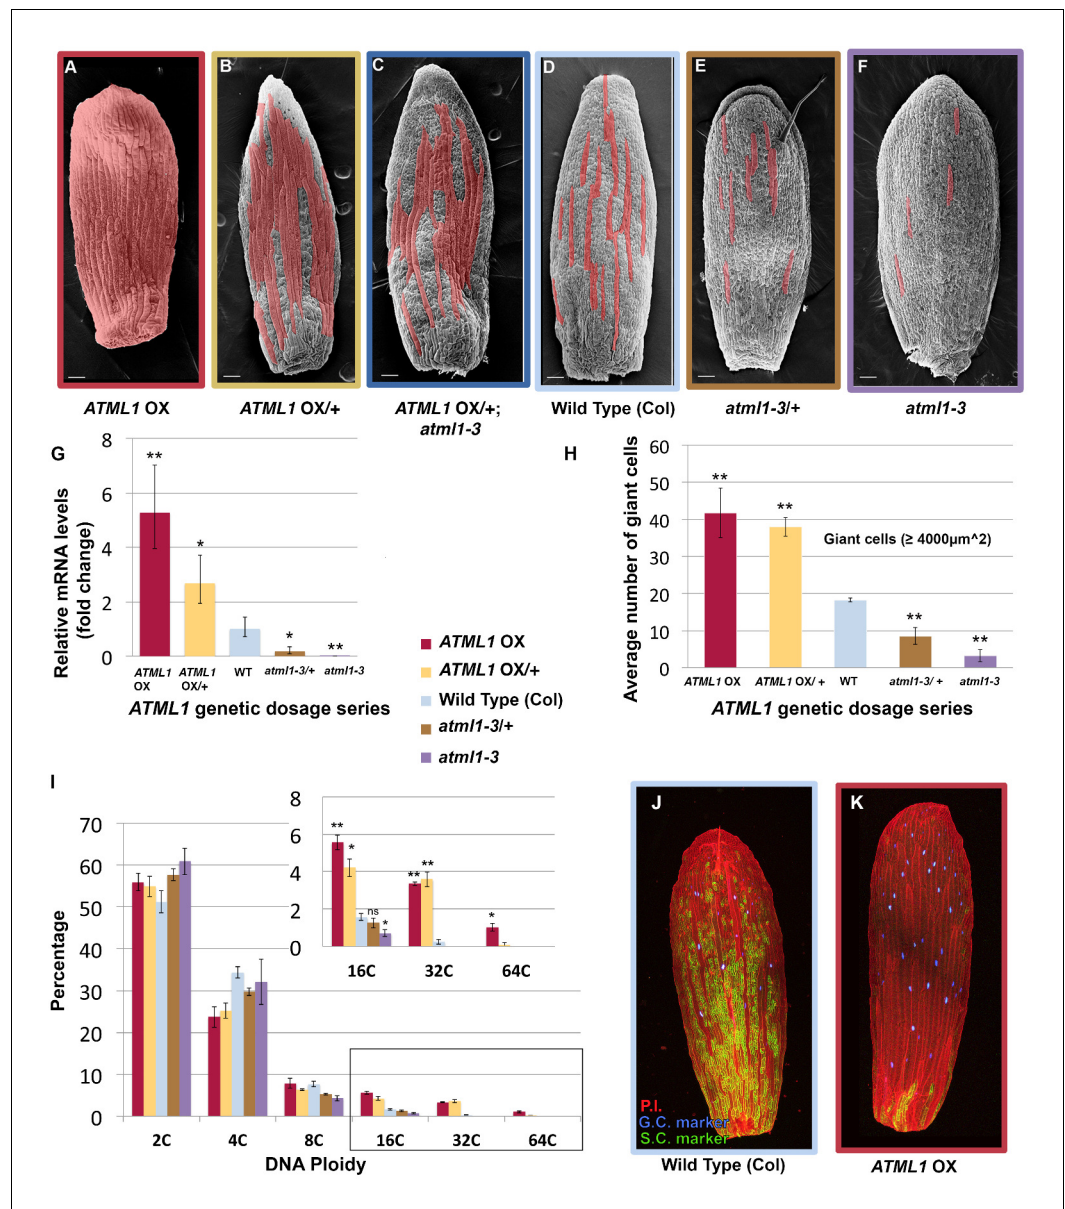 A
B
C
D
E
F
ATML1 OX
ATML1 OX/+
ATML1 OX/+;
atml1-3
Wild Type (Col)
atml1-3/+
atml1-3
G
Relative mRNA levels
(fold change)
8
6
4
2
0
**
*
*
**
ATML1
OX
ATML1
OX/+
WT
atml1-3/+
atml1-3
ATML1 genetic dosage series
H
Average number of giant cells
60
50
40
30
20
10
0
**
**
**
**
Giant cells (≥ 4000µm^2)
ATML1 OX
ATML1 OX/ +
WT
atml1-3/ +
atml1-3
ATML1 genetic dosage series
ATML1 OX
ATML1 OX/+
Wild Type (Col)
atml1-3/+
atml1-3
I
Percentage
70
60
50
40
30
20
10
0
2C
4C
8C
16C
32C
64C
DNA Ploidy
8
6
4
2
0
**
*
ns
*
**
**
*
16C
32C
64C
J
P.I.
G.C. marker
S.C. marker
Wild Type (Col)
K
ATML1 OX